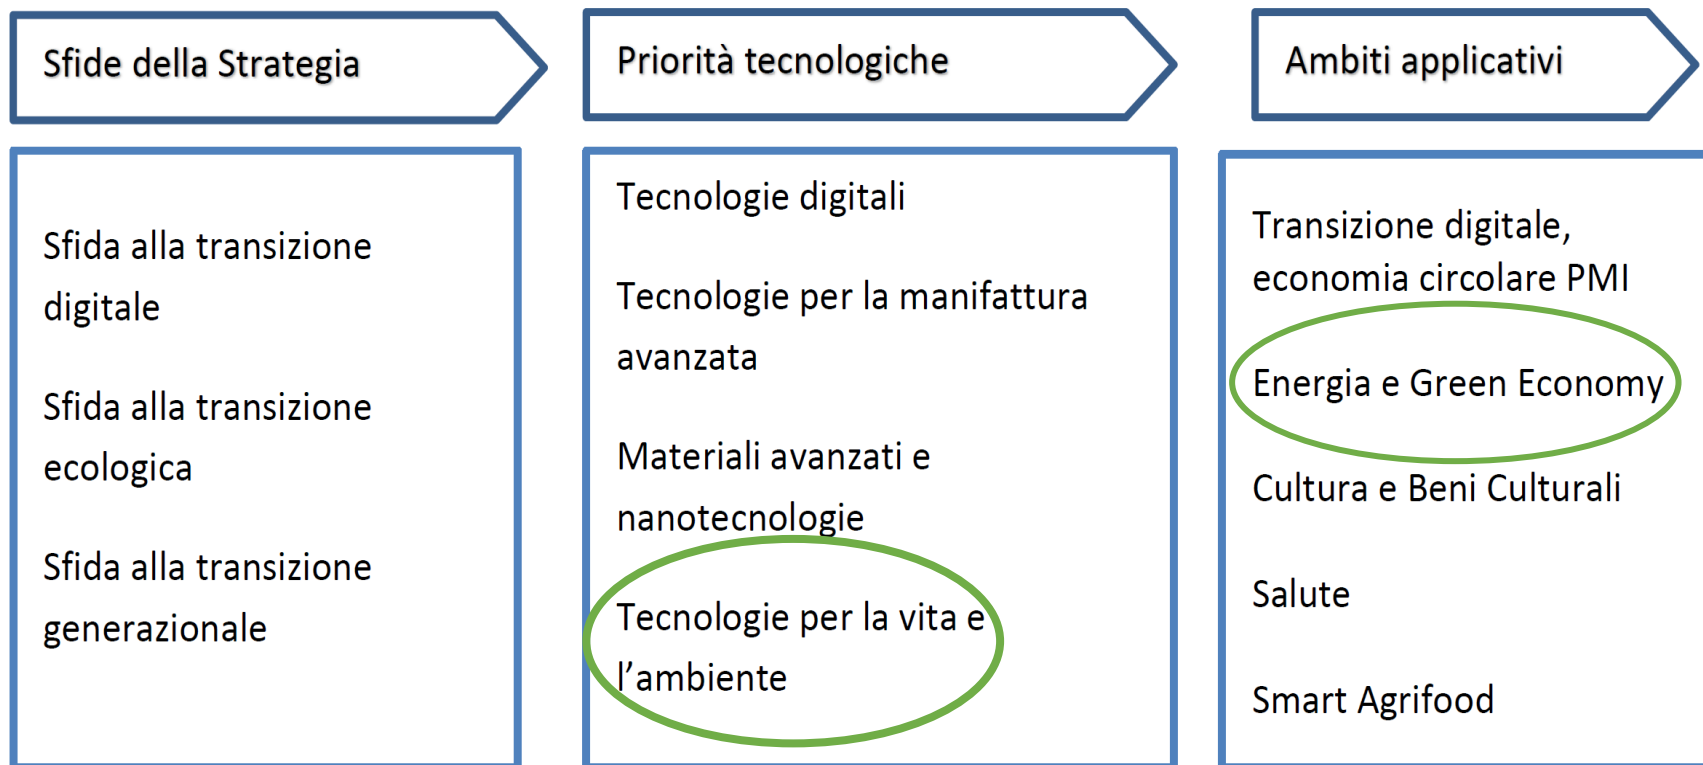 Sfide della Strategia
Priorità tecnologiche
Ambiti applicativi
Sfida alla transizione
digitale
Sfida alla transizione
ecologica
Sfida alla transizione
generazionale
Tecnologie digitali
Tecnologie per la manifattura
avanzata
Materiali avanzati e
nanotecnologie
Tecnologie per la vita e
l’ambiente
Transizione digitale,
economia circolare PMI
Energia e Green Economy
Cultura e Beni Culturali
Salute
Smart Agrifood